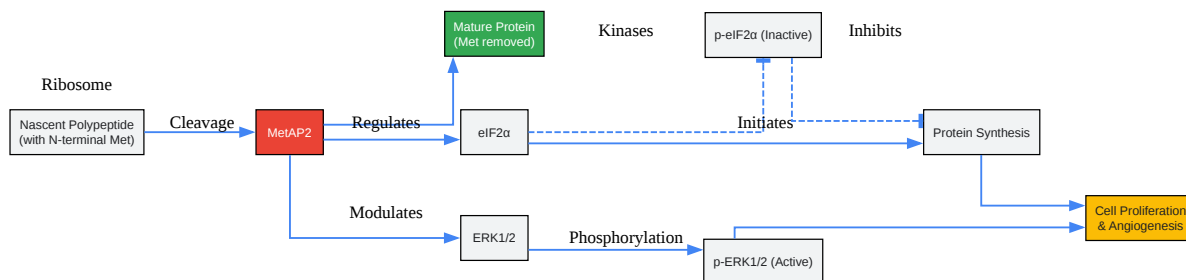 Mature Protein
(Met removed)
Kinases
p-eIF2α (Inactive)
Inhibits
Ribosome
Nascent Polypeptide
(with N-terminal Met)
Cleavage
MetAP2
Regulates
eIF2α
Initiates
Protein Synthesis
Modulates
ERK1/2
Phosphorylation
p-ERK1/2 (Active)
Cell Proliferation
& Angiogenesis